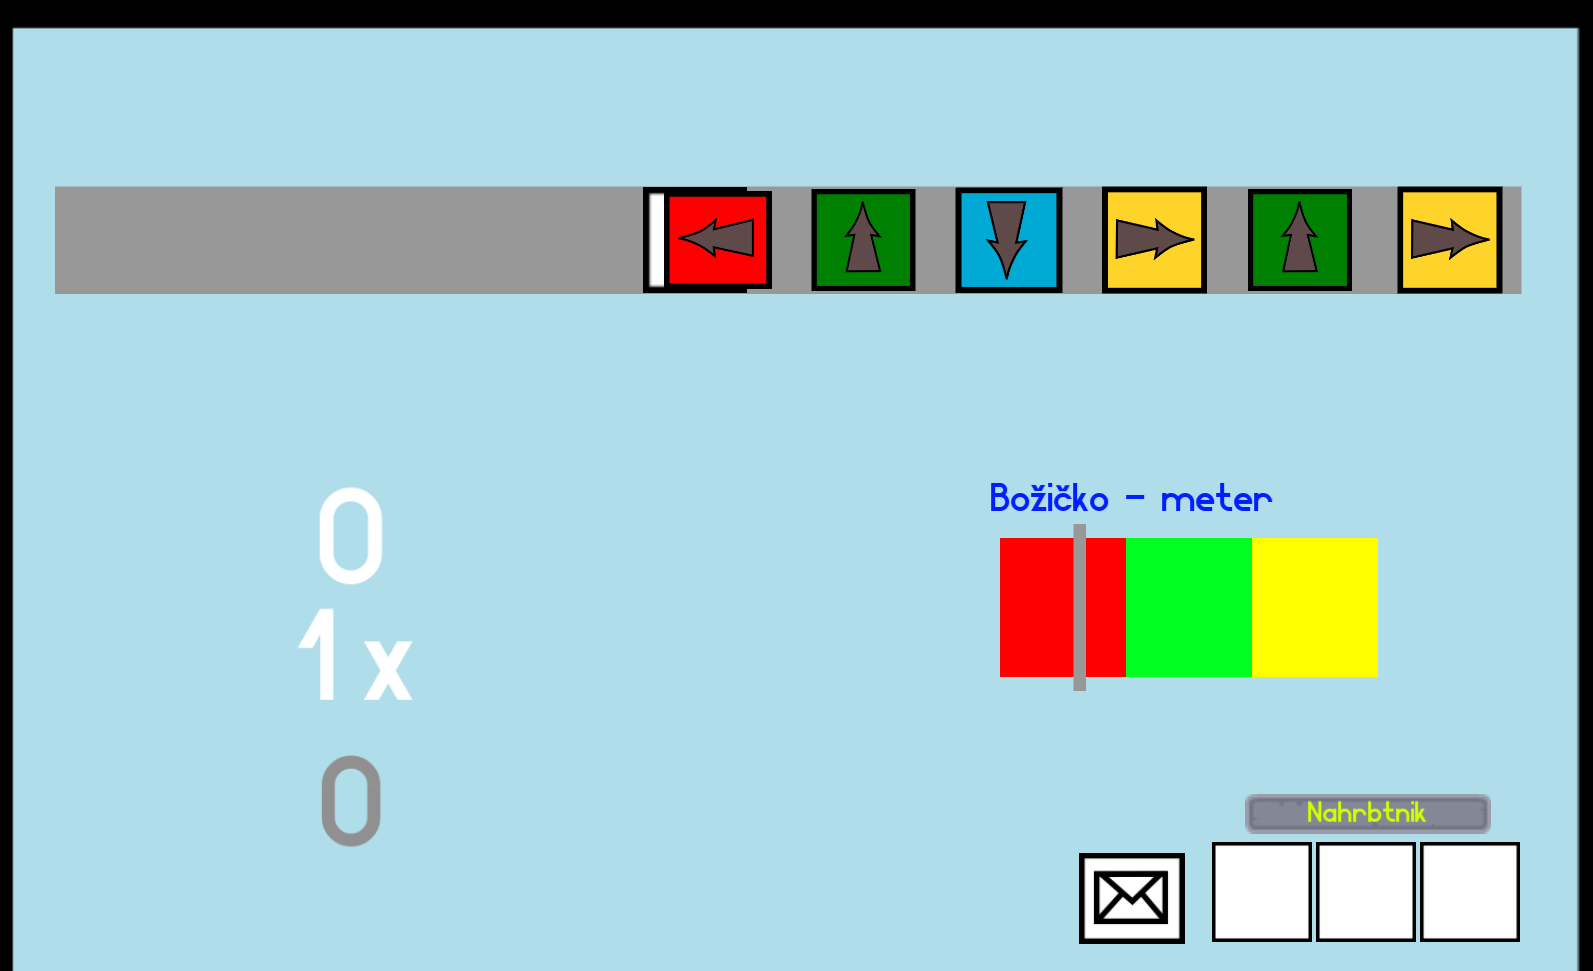 0
1x
0
Božičko - meter
Nahrbtnik